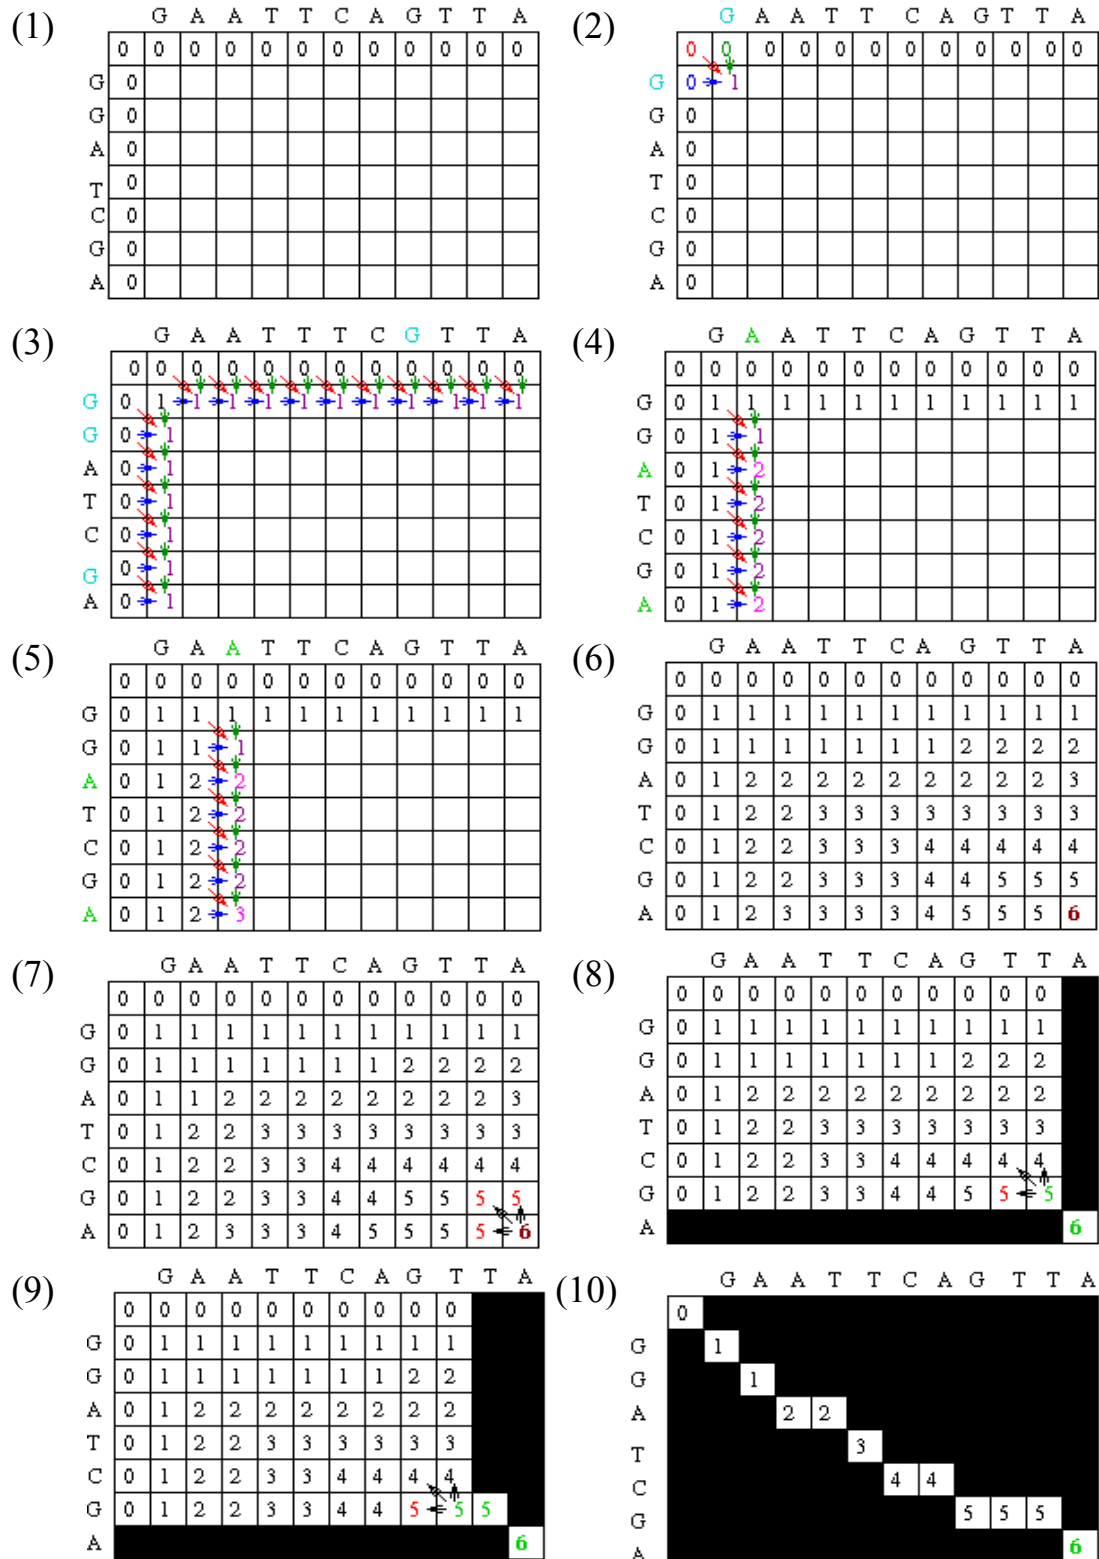 (1)
G A A T T C A G T T A
0 0 0 0 0 0 0 0 0 0 0 0
G 0
G 0
A 0
T 0
C 0
G 0
A 0
(2)
G A A T T C A G T T A
0 0 0 0 0 0 0 0 0 0 0 0
G 0 1
G 0
A 0
T 0
C 0
G 0
A 0
(3)
G A A T T T C G T T A
0 0 0 0 0 0 0 0 0 0 0 0
G 0 1 1 1 1 1 1 1 1 1 1 1
G 0 1
A 0 1
T 0 1
C 0 1
G 0 1
A 0 1
(4)
G A A T T C A G T T A
0 0 0 0 0 0 0 0 0 0 0 0
G 0 1 1 1 1 1 1 1 1 1 1 1
G 0 1 1
A 0 1 2
T 0 1 2
C 0 1 2
G 0 1 2
A 0 1 2
(5)
G A A T T C A G T T A
0 0 0 0 0 0 0 0 0 0 0 0
G 0 1 1 1 1 1 1 1 1 1 1 1
G 0 1 1 1
A 0 1 2 2
T 0 1 2 2
C 0 1 2 2
G 0 1 2 2
A 0 1 2 3
(6)
G A A T T C A G T T A
0 0 0 0 0 0 0 0 0 0 0 0
G 0 1 1 1 1 1 1 1 1 1 1 1
G 0 1 1 1 1 1 1 1 2 2 2 2
A 0 1 2 2 2 2 2 2 2 2 2 3
T 0 1 2 2 3 3 3 3 3 3 3 3
C 0 1 2 2 3 3 3 4 4 4 4 4
G 0 1 2 2 3 3 3 4 4 5 5 5
A 0 1 2 3 3 3 3 4 5 5 5 6
(7)
G A A T T C A G T T A
0 0 0 0 0 0 0 0 0 0 0 0
G 0 1 1 1 1 1 1 1 1 1 1 1
G 0 1 1 1 1 1 1 1 2 2 2 2
A 0 1 1 2 2 2 2 2 2 2 2 3
T 0 1 2 2 3 3 3 3 3 3 3 3
C 0 1 2 2 3 3 4 4 4 4 4 4
G 0 1 2 2 3 3 4 4 5 5 5 5
A 0 1 2 3 3 3 4 5 5 5 5 6
(8)
G A A T T C A G T T A
0 0 0 0 0 0 0 0 0 0 0
G 0 1 1 1 1 1 1 1 1 1 1
G 0 1 1 1 1 1 1 1 2 2 2
A 0 1 2 2 2 2 2 2 2 2 2
T 0 1 2 2 3 3 3 3 3 3 3
C 0 1 2 2 3 3 4 4 4 4 4
G 0 1 2 2 3 3 4 4 5 5 5
A 6
(9)
G A A T T C A G T T A
0 0 0 0 0 0 0 0 0 0
G 0 1 1 1 1 1 1 1 1 1
G 0 1 1 1 1 1 1 1 2 2
A 0 1 2 2 2 2 2 2 2 2
T 0 1 2 2 3 3 3 3 3 3
C 0 1 2 2 3 3 4 4 4 4
G 0 1 2 2 3 3 4 4 5 5 5
A 6
(10)
G A A T T C A G T T A
0
G 1
G 1
A 2 2
T 3
C 4 4
G 5 5 5
A 6